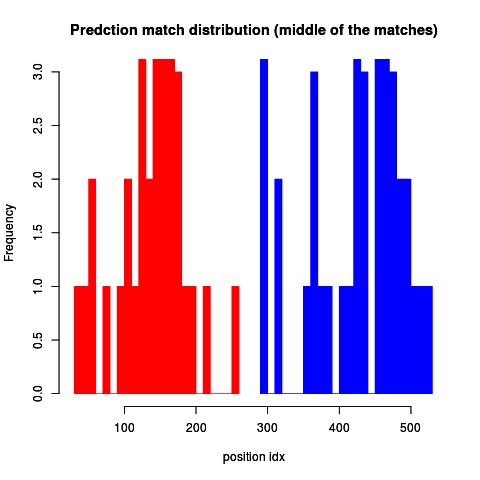 Predction match distribution (middle of the matches)
Frequency
3.0
2.5
2.0
1.5
1.0
0.5
0.0
100 200 300 400 500
position idx